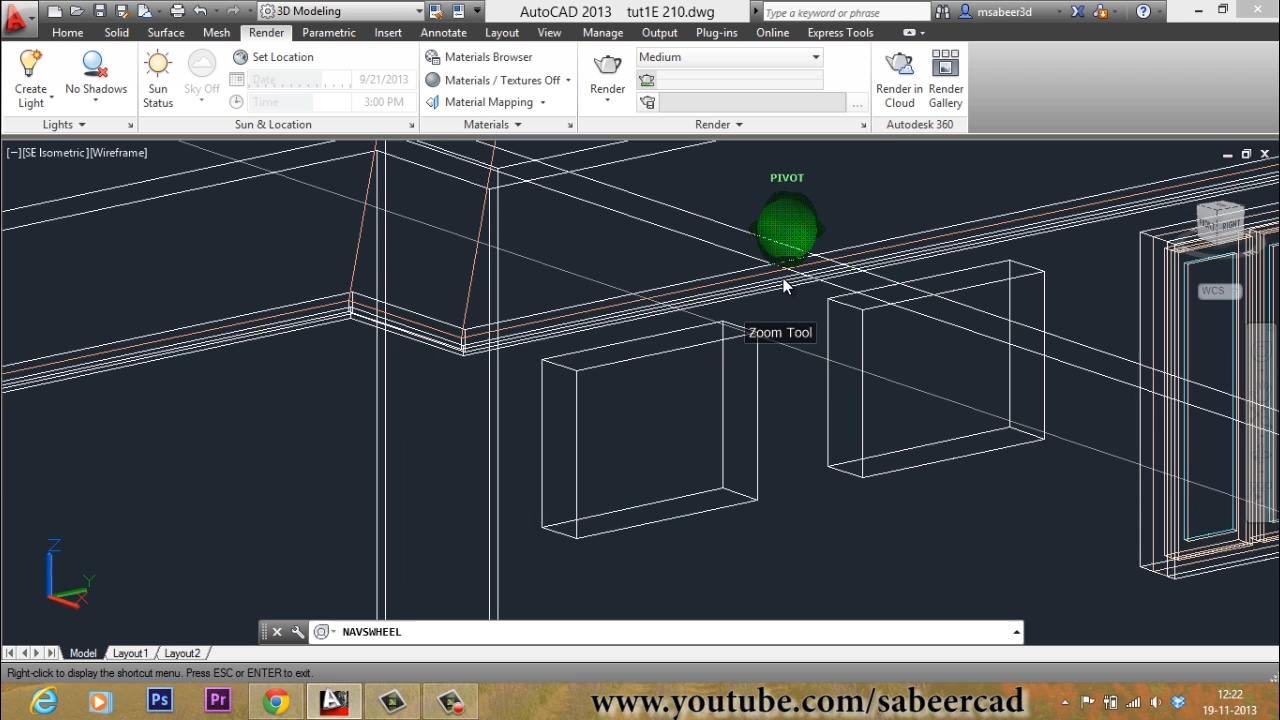 3D Modeling
AutoCAD 2013 tut1E 210.dwg
Type a keyword or phrase
msabeer3d
Home Solid Surface Mesh Render Parametric Insert Annotate Layout View Manage Output Plug-ins Online Express Tools
Create Light
No Shadows
Sun Status
Sky Off
Set Location
Date 9/21/2013
Time 3:00 PM
Materials Browser
Materials / Textures Off
Material Mapping
Render
Medium
...
Render in Cloud
Render Gallery
Lights Sun & Location Materials Render Autodesk 360
[−][SE Isometric][Wireframe]
PIVOT
RIGHT
WCS
Zoom Tool
Z
Y
X
NAVSWHEEL
Model Layout1 Layout2
Right-click to display the shortcut menu. Press ESC or ENTER to exit.
Ps Pr
www.youtube.com/sabeercad
12:22
19-11-2013